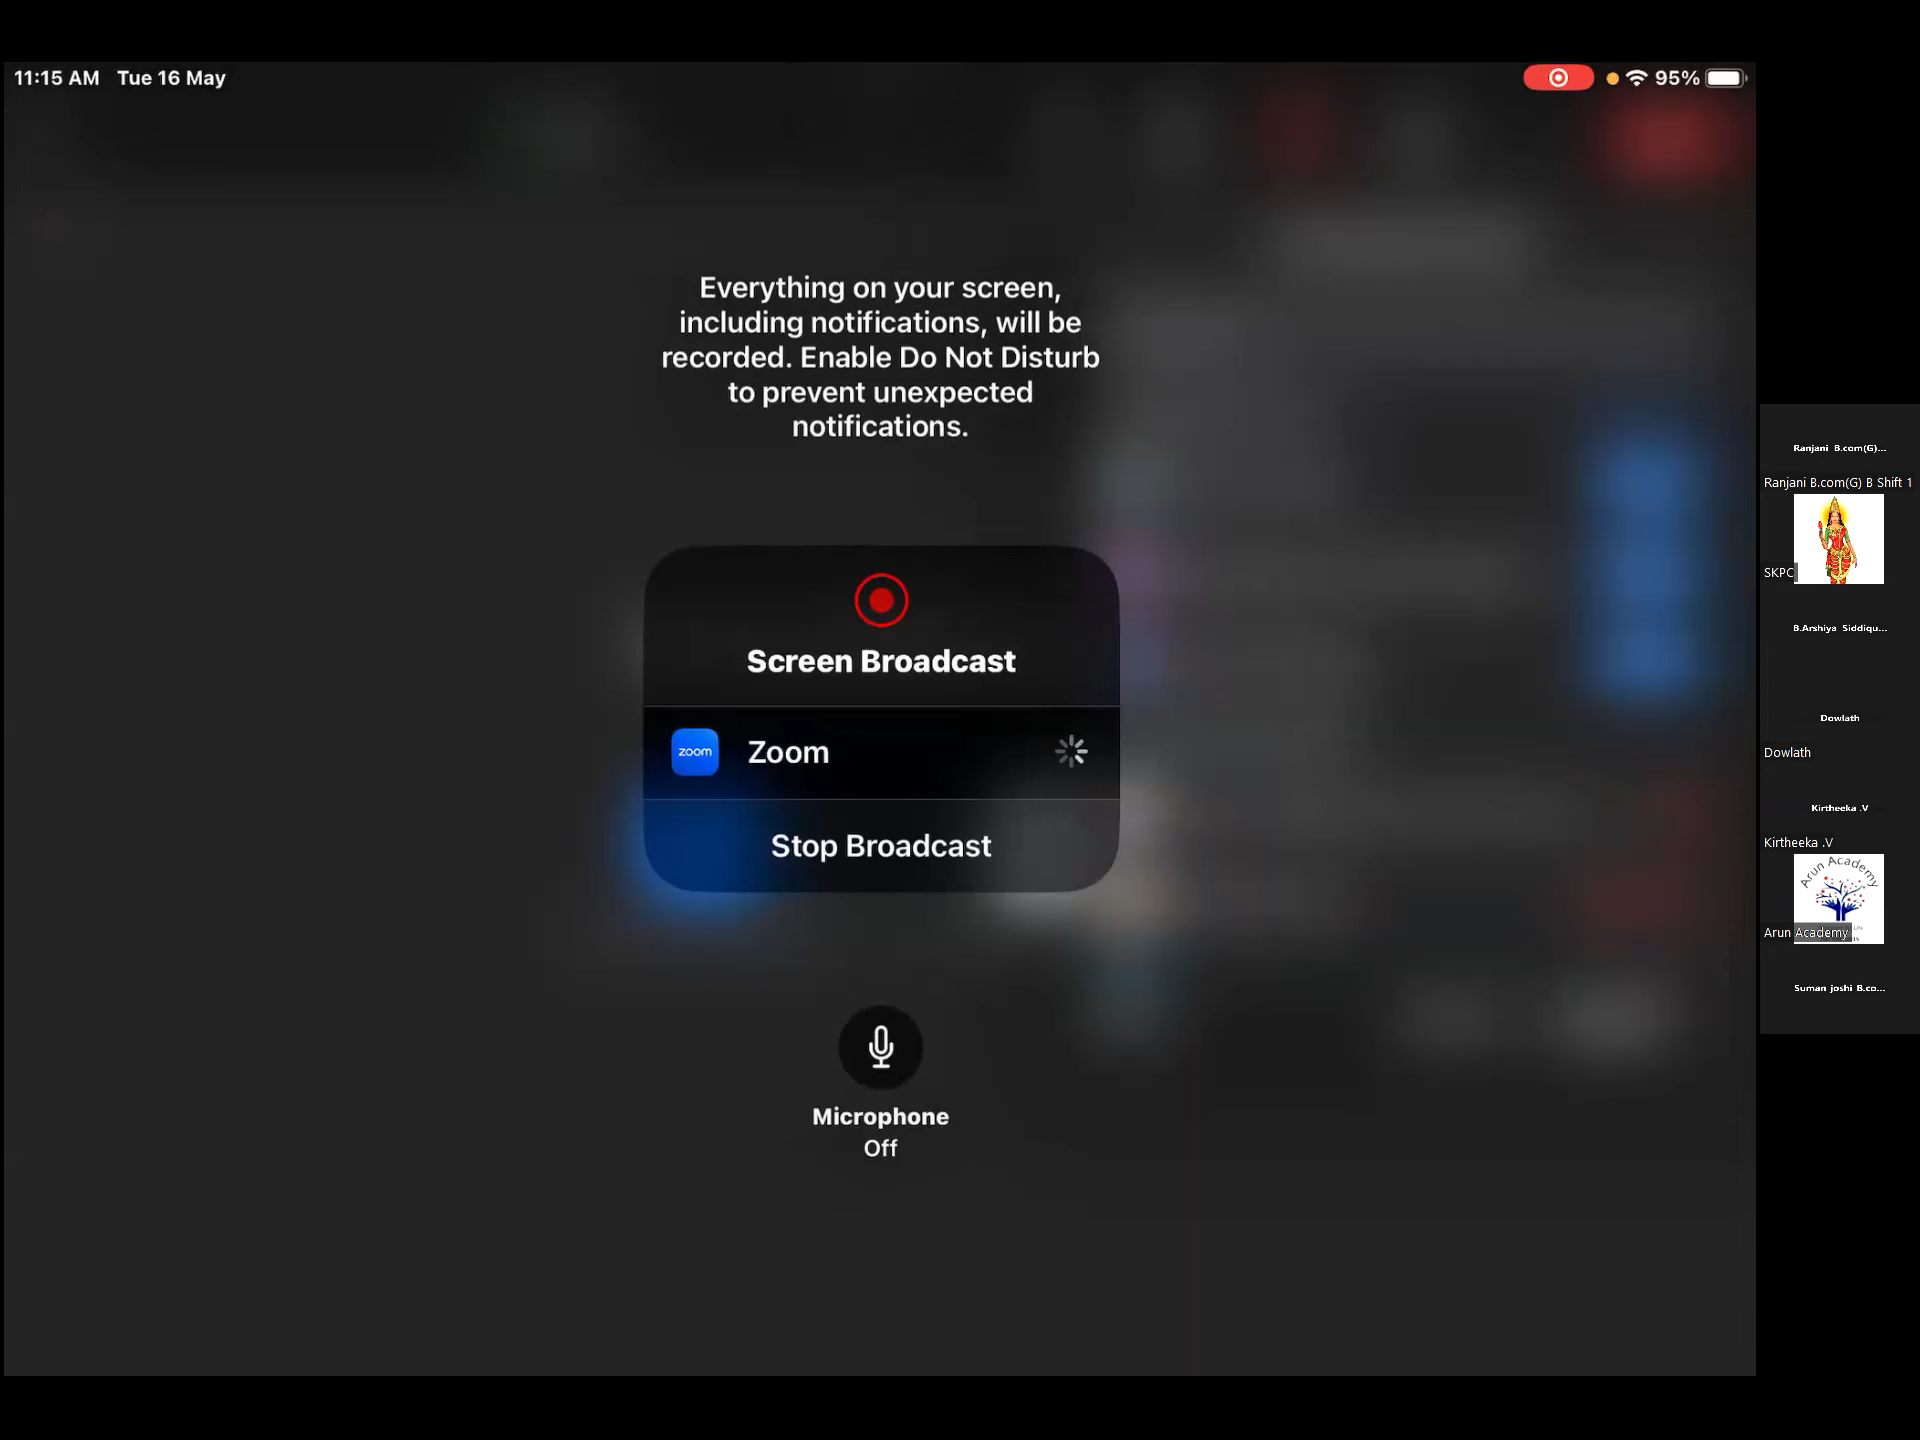 11:15 AM Tue 16 May
95%
Everything on your screen,
including notifications, will be
recorded. Enable Do Not Disturb
to prevent unexpected
notifications.
Screen Broadcast
zoom
Zoom
Stop Broadcast
Microphone
Off
Ranjani B.com(G)...
Ranjani B.com(G) B Shift 1
SKPC
B.Arshiya Siddiqu...
Dowlath
Dowlath
Kirtheeka .V
Kirtheeka .V
Arun Academy
Arun Academy
Suman joshi B.co...